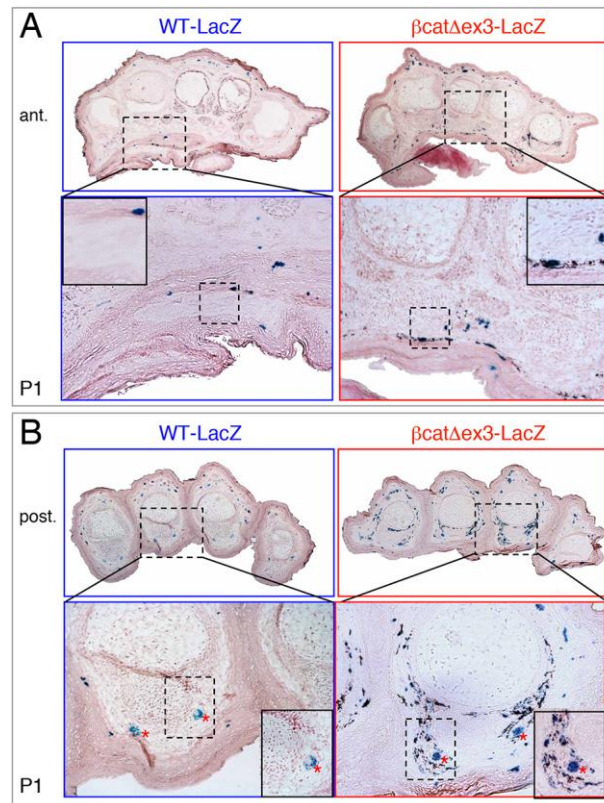 A
WT-LacZ
βcatΔex3-LacZ
ant.
P1
B
WT-LacZ
βcatΔex3-LacZ
post.
* * *
* * *
P1